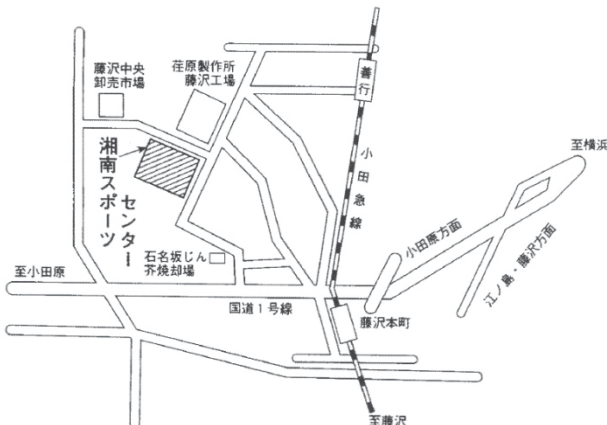 藤沢中央
卸売市場
荏原製作所
藤沢工場
善行
小田急線
至横浜
湘南スポーツ
センター
小田原方面
江ノ島・藤沢方面
石名坂じん
芥焼却場
至小田原
国道1号線
藤沢本町
至藤沢